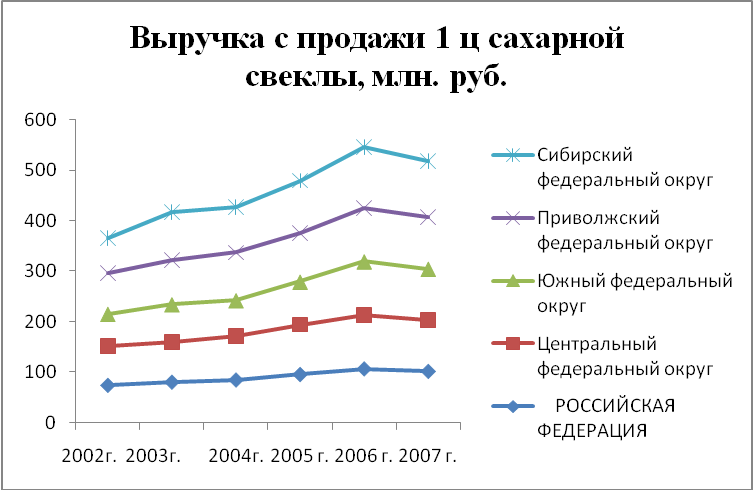 Выручка с продажи 1 ц сахарной
свеклы, млн. руб.
600
500
400
300
200
100
0
2002г. 2003г. 2004г. 2005 г. 2006 г. 2007 г.
Сибирский
федеральный округ
Приволжский
федеральный округ
Южный федеральный
округ
Центральный
федеральный округ
РОССИЙСКАЯ
ФЕДЕРАЦИЯ